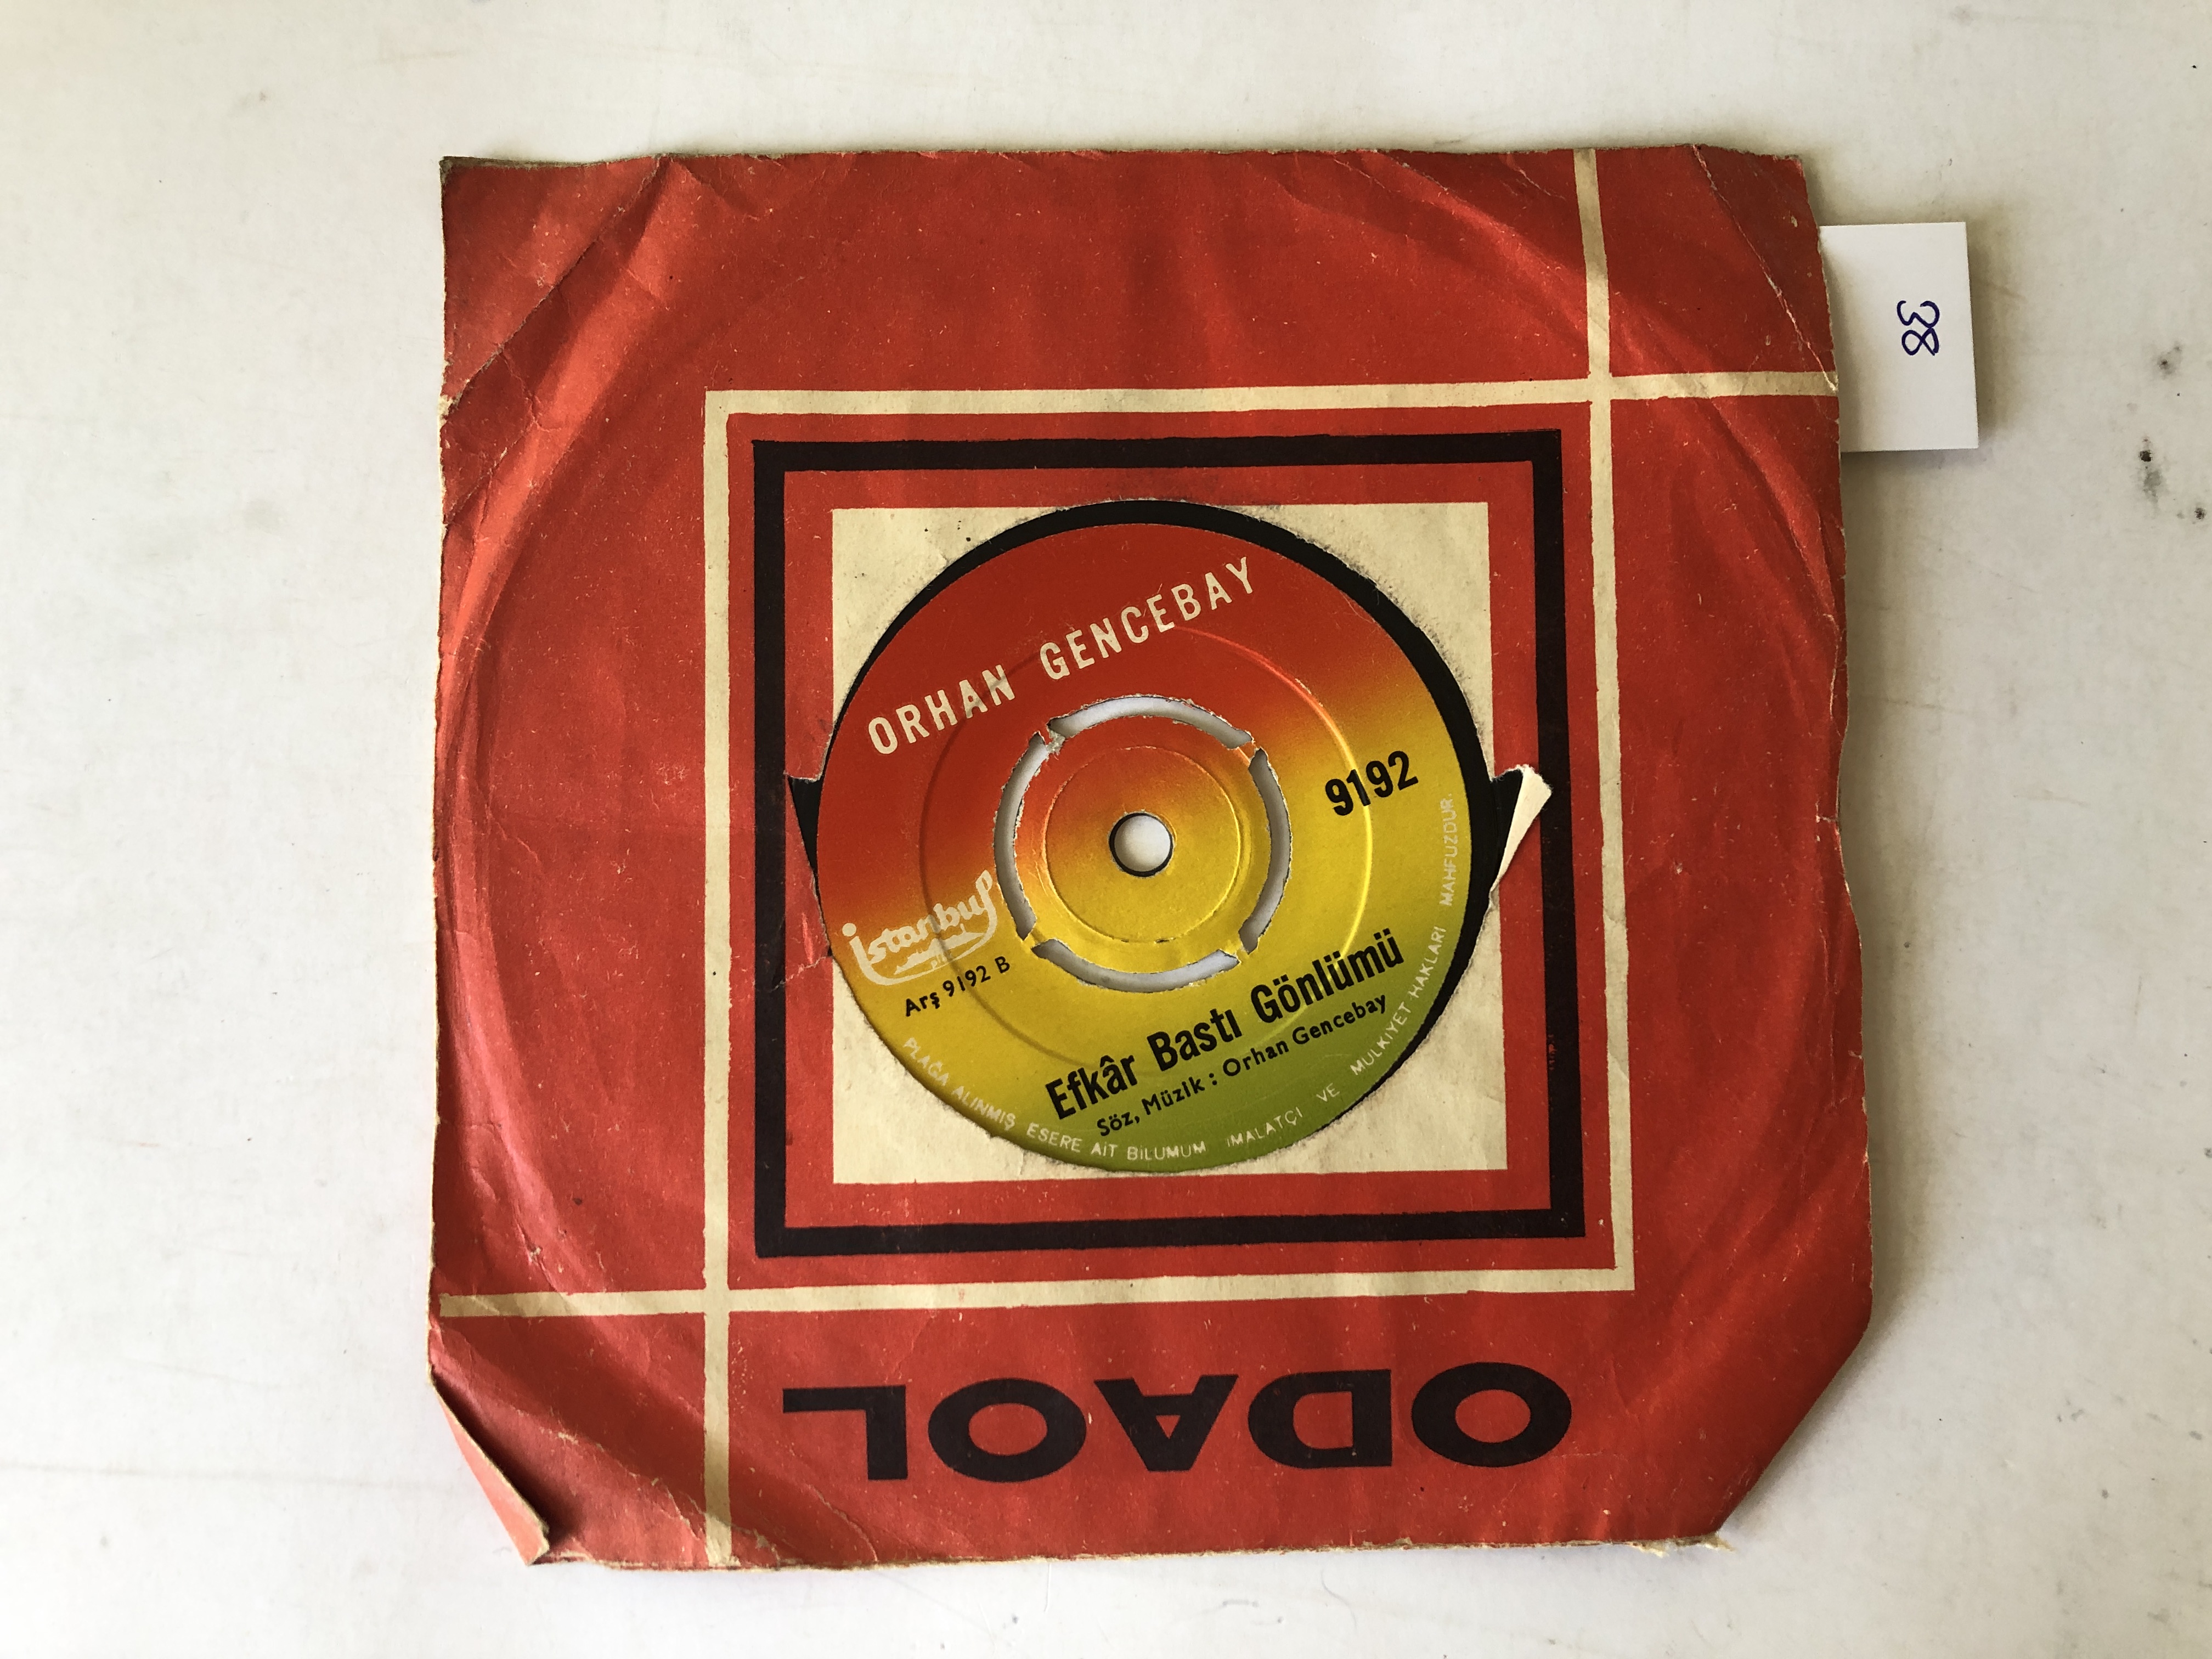 ORHAN GENCEBAY
9192
istanbul
Arş 9192 B
Efkâr Bastı Gönlümü
Söz, Müzik : Orhan Gencebay
PLAĞA ALINMIŞ ESERE AİT BİLUMUM İMALATÇI VE MÜLKİYET HAKLARI MAHFUZDUR.
ODAOL
38